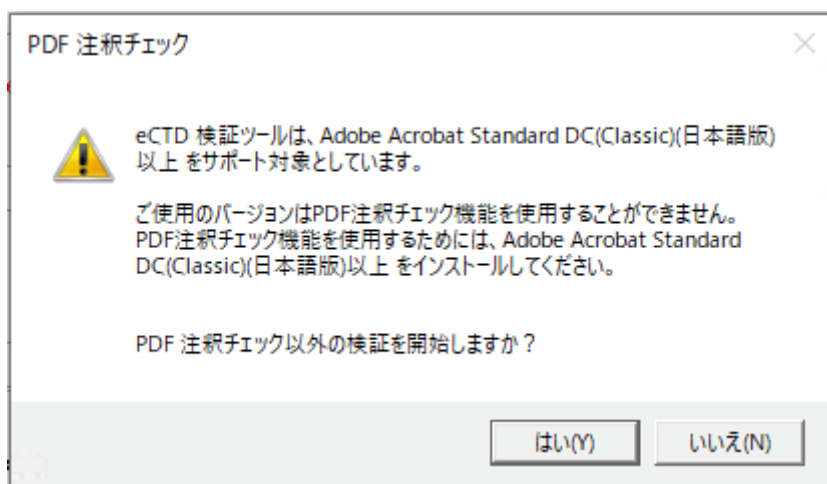 PDF 注釈チェック
eCTD 検証ツールは、Adobe Acrobat Standard DC(Classic)(日本語版)
以上 をサポート対象としています。
ご使用のバージョンはPDF注釈チェック機能を使用することができません。
PDF注釈チェック機能を使用するためには、Adobe Acrobat Standard
DC(Classic)(日本語版)以上 をインストールしてください。
PDF 注釈チェック以外の検証を開始しますか？
はい(Y)
いいえ(N)